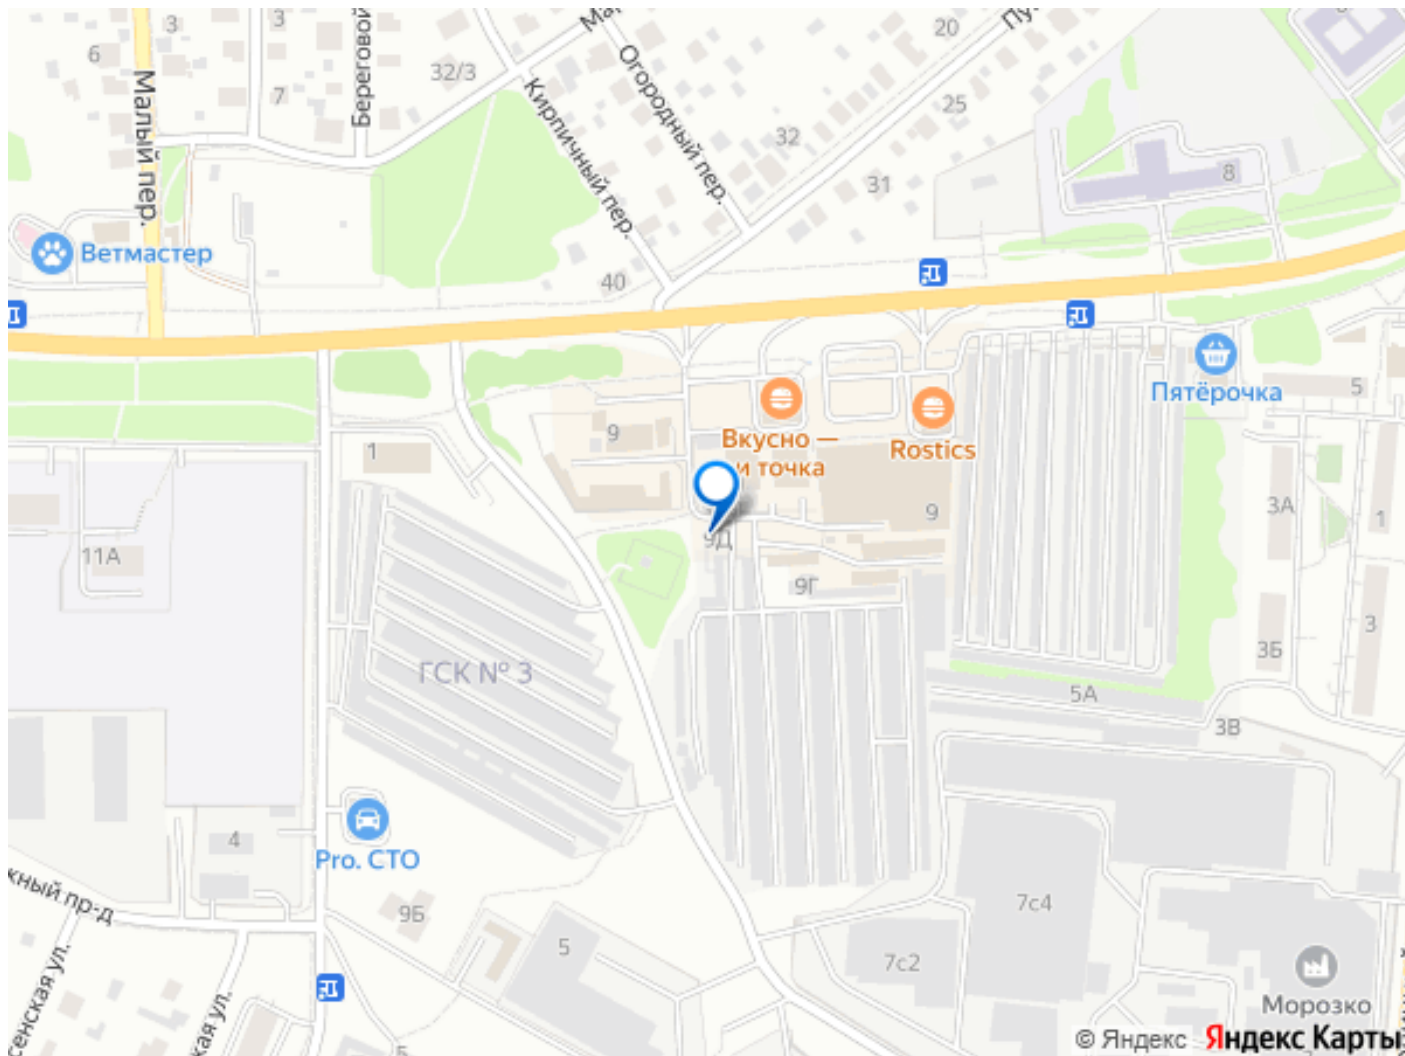 3
3
6
7
Малый пер.
Береговой
32/3
Кирпичный пер.
Огородный пер.
20
25
32
31
8
40
Ветмастер
Пятёрочка
5
1
9
Вкусно —
и точка
Rostics
9
9Д
9Г
11А
3А
1
3Б
3
ГСК № 3
5А
3В
4
Pro. СТО
9Б
5
7с4
7с2
Морозко
© Яндекс
Яндекс Карты